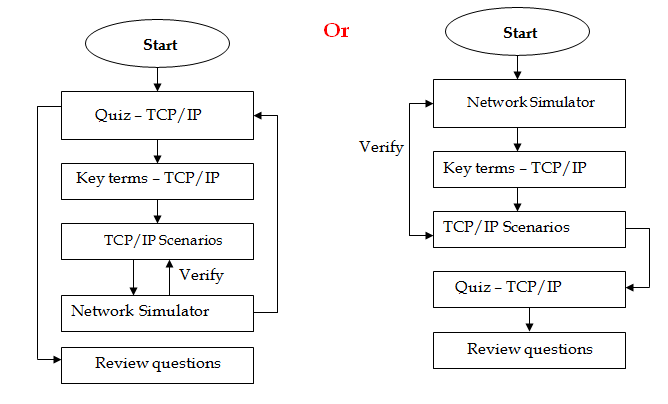 Start
Quiz – TCP/IP
Key terms – TCP/IP
TCP/IP Scenarios
Verify
Network Simulator
Review questions
Or
Start
Network Simulator
Verify
Key terms – TCP/IP
TCP/IP Scenarios
Quiz – TCP/IP
Review questions